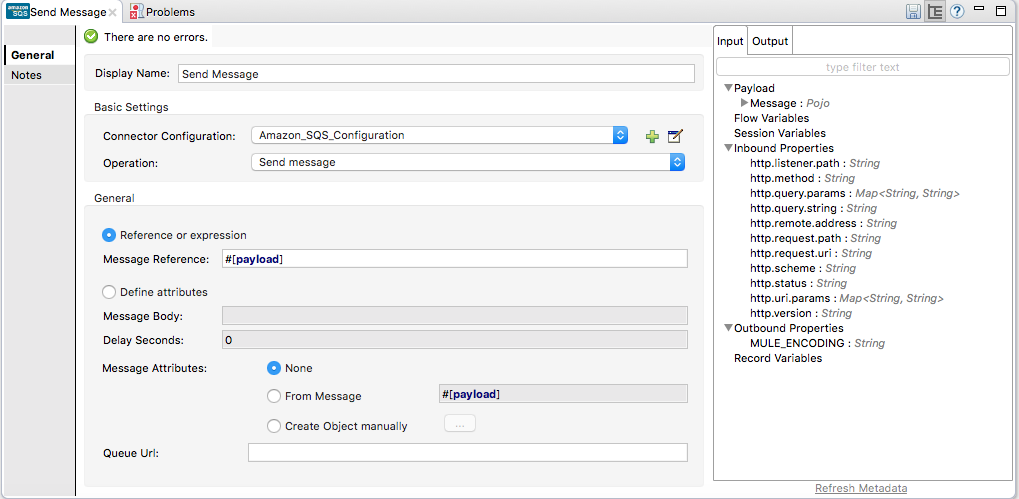 amazon SQS Send Message Problems
General
Notes
There are no errors.
Display Name: Send Message
Basic Settings
Connector Configuration: Amazon_SQS_Configuration
Operation: Send message
General
Reference or expression
Message Reference: #[payload]
Define attributes
Message Body:
Delay Seconds: 0
Message Attributes: None
From Message #[payload]
Create Object manually ...
Queue Url:
Input Output
type filter text
Payload
Message : Pojo
Flow Variables
Session Variables
Inbound Properties
http.listener.path : String
http.method : String
http.query.params : Map<String, String>
http.query.string : String
http.remote.address : String
http.request.path : String
http.request.uri : String
http.scheme : String
http.status : String
http.uri.params : Map<String, String>
http.version : String
Outbound Properties
MULE_ENCODING : String
Record Variables
Refresh Metadata